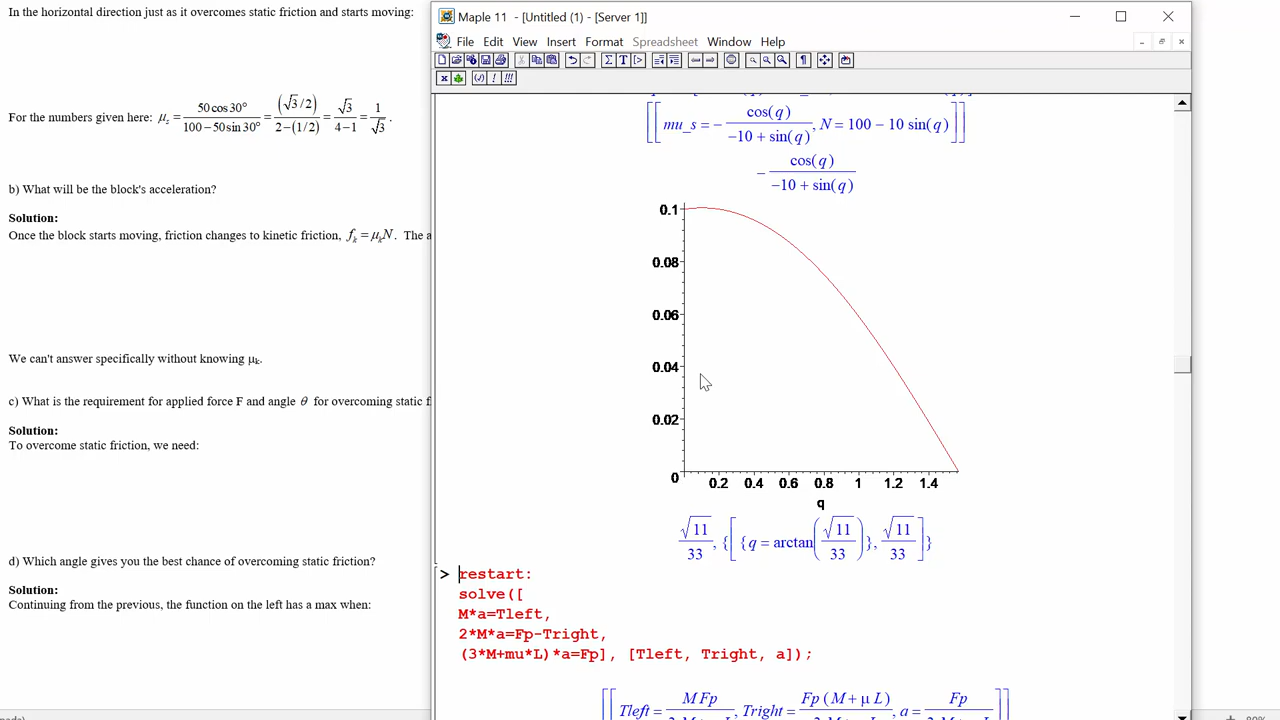 In the horizontal direction just as it overcomes static friction and starts moving:
For the numbers given here: μₛ = 50cos30° / (100−50sin30°) = (√3/2) / (2−(1/2)) = √3 / (4−1) = 1/√3.
b) What will be the block's acceleration?
Solution:
Once the block starts moving, friction changes to kinetic friction, fₖ = μₖN. The a
We can't answer specifically without knowing μₖ.
c) What is the requirement for applied force F and angle θ for overcoming static f
Solution:
To overcome static friction, we need:
d) Which angle gives you the best chance of overcoming static friction?
Solution:
Continuing from the previous, the function on the left has a max when:
Maple 11 - [Untitled (1) - [Server 1]]
File Edit View Insert Format Spreadsheet Window Help
[[mu_s = − cos(q) / (−10 + sin(q)), N = 100 − 10 sin(q)]]
− cos(q) / (−10 + sin(q))
0.1
0.08
0.06
0.04
0.02
0
0.2 0.4 0.6 0.8 1 1.2 1.4
q
√11/33, {[{q = arctan(√11/33)}, √11/33]}
> restart:
solve([
M*a=Tleft,
2*M*a=Fp-Tright,
(3*M+mu*L)*a=Fp], [Tleft, Tright, a]);
[[Tleft = M Fp, Tright = Fp (M + μ L), a = Fp
80%